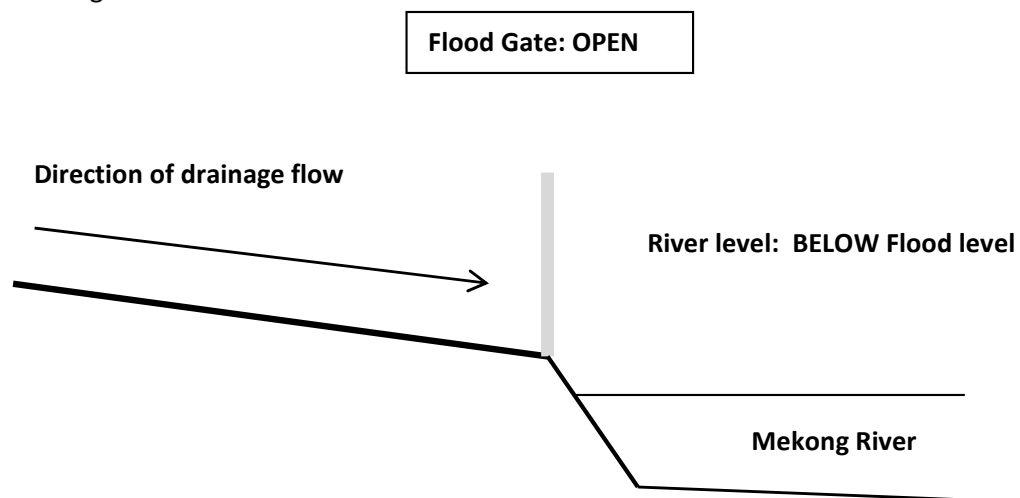 Flood Gate: OPEN
Direction of drainage flow
River level: BELOW Flood level
Mekong River